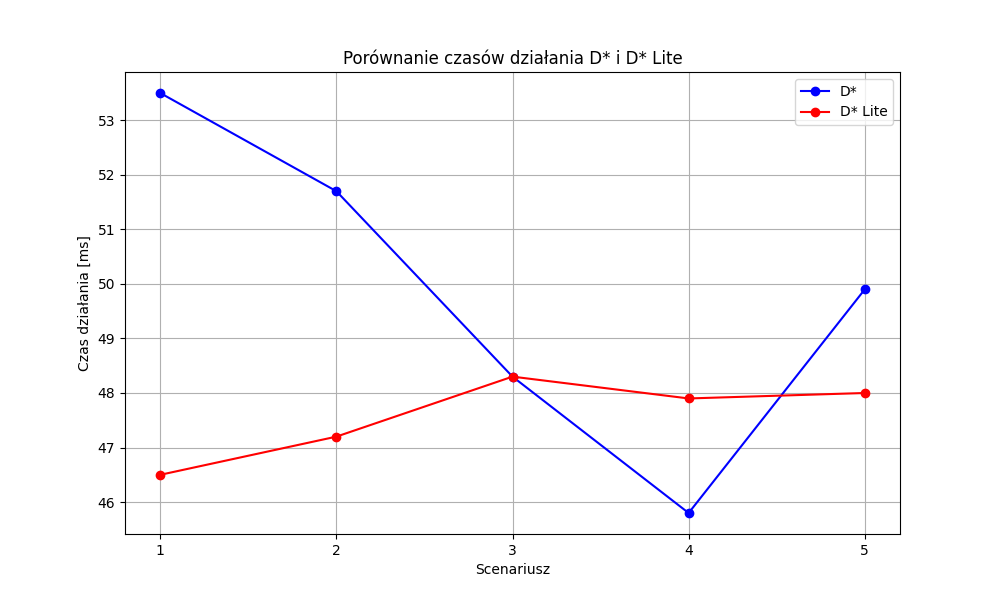 Porównanie czasów działania D* i D* Lite
D*
D* Lite
53
52
51
50
49
48
47
46
Czas działania [ms]
1 2 3 4 5
Scenariusz